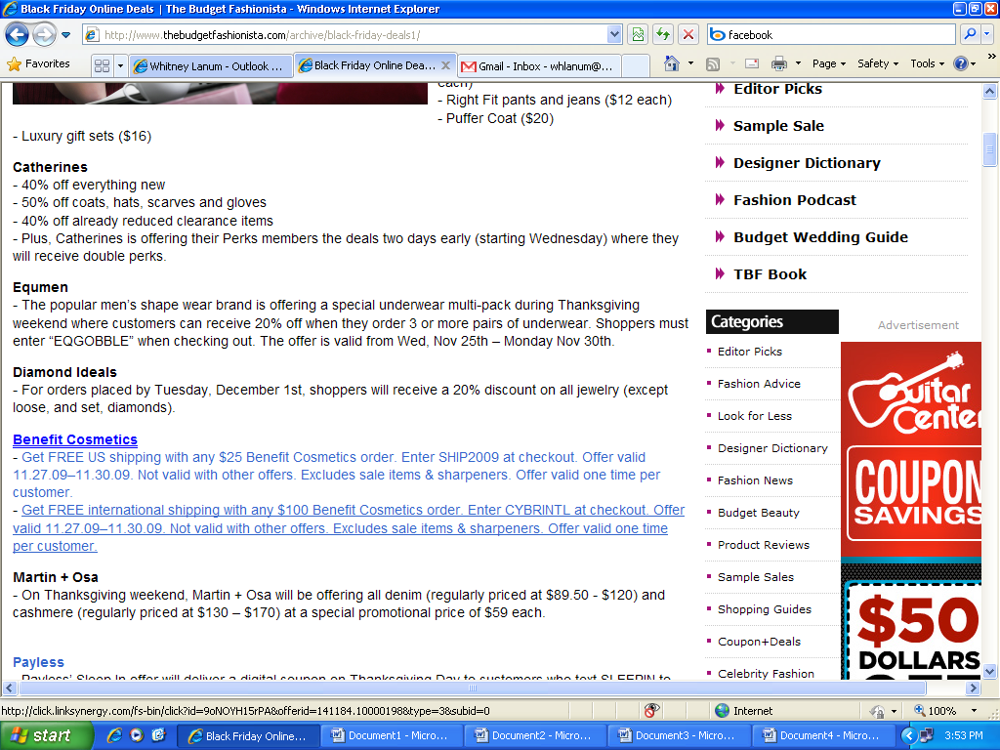 Black Friday Online Deals | The Budget Fashionista - Windows Internet Explorer
http://www.thebudgetfashionista.com/archive/black-friday-deals1/
facebook
Favorites
Whitney Lanum - Outlook ...
Black Friday Online Dea...
Gmail - Inbox - whlanum@...
Page
Safety
Tools
each)
- Right Fit pants and jeans ($12 each)
- Puffer Coat ($20)
- Luxury gift sets ($16)
Catherines
- 40% off everything new
- 50% off coats, hats, scarves and gloves
- 40% off already reduced clearance items
- Plus, Catherines is offering their Perks members the deals two days early (starting Wednesday) where they
will receive double perks.
Equmen
- The popular men's shape wear brand is offering a special underwear multi-pack during Thanksgiving
weekend where customers can receive 20% off when they order 3 or more pairs of underwear. Shoppers must
enter “EQGOBBLE” when checking out. The offer is valid from Wed, Nov 25th – Monday Nov 30th.
Diamond Ideals
- For orders placed by Tuesday, December 1st, shoppers will receive a 20% discount on all jewelry (except
loose, and set, diamonds).
Benefit Cosmetics
- Get FREE US shipping with any $25 Benefit Cosmetics order. Enter SHIP2009 at checkout. Offer valid
11.27.09–11.30.09. Not valid with other offers. Excludes sale items & sharpeners. Offer valid one time per
customer.
- Get FREE international shipping with any $100 Benefit Cosmetics order. Enter CYBRINTL at checkout. Offer
valid 11.27.09–11.30.09. Not valid with other offers. Excludes sale items & sharpeners. Offer valid one time
per customer.
Martin + Osa
- On Thanksgiving weekend, Martin + Osa will be offering all denim (regularly priced at $89.50 - $120) and
cashmere (regularly priced at $130 – $170) at a special promotional price of $59 each.
Payless
- Payless' Sleep In offer will deliver a digital coupon on Thanksgiving Day to customers who text SLEEPIN to
Editor Picks
Sample Sale
Designer Dictionary
Fashion Podcast
Budget Wedding Guide
TBF Book
Categories
Editor Picks
Fashion Advice
Look for Less
Designer Dictionary
Fashion News
Budget Beauty
Product Reviews
Sample Sales
Shopping Guides
Coupon+Deals
Celebrity Fashion
Advertisement
Guitar
Center
COUPON
SAVINGS
$50
DOLLARS
OFF
http://click.linksynergy.com/fs-bin/click?id=9oNOYH15rPA&offerid=141184.10000198&type=3&subid=0
Internet
100%
start
Black Friday Online...
Document1 - Micro...
Document2 - Micro...
Document3 - Micro...
Document4 - Micro...
3:53 PM